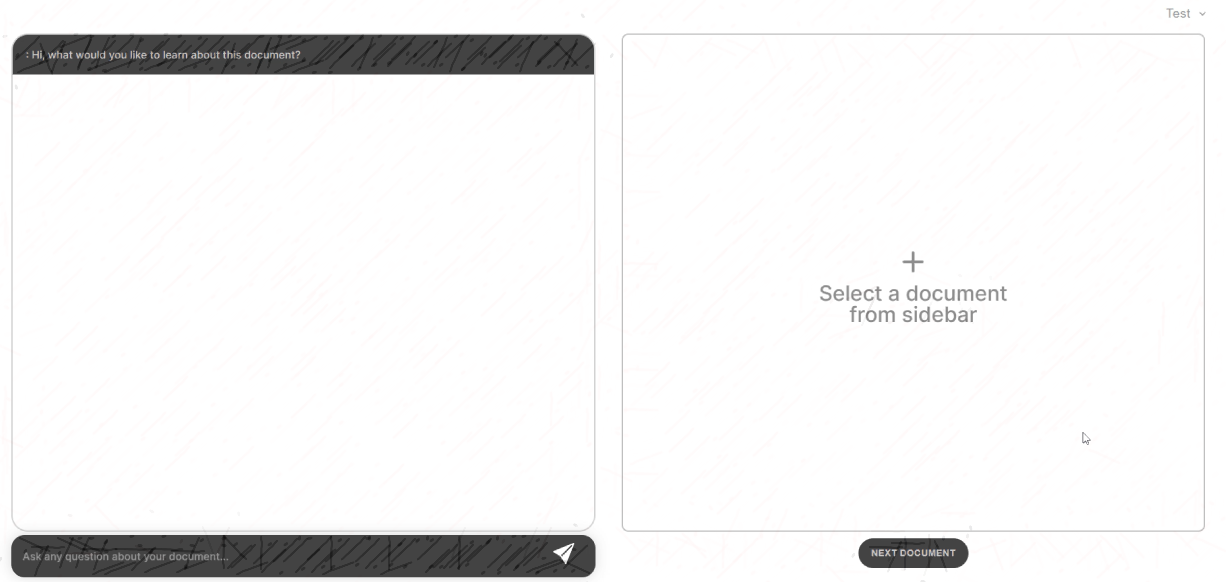 Test
: Hi, what would you like to learn about this document?
Select a document
from sidebar
Ask any question about your document...
NEXT DOCUMENT